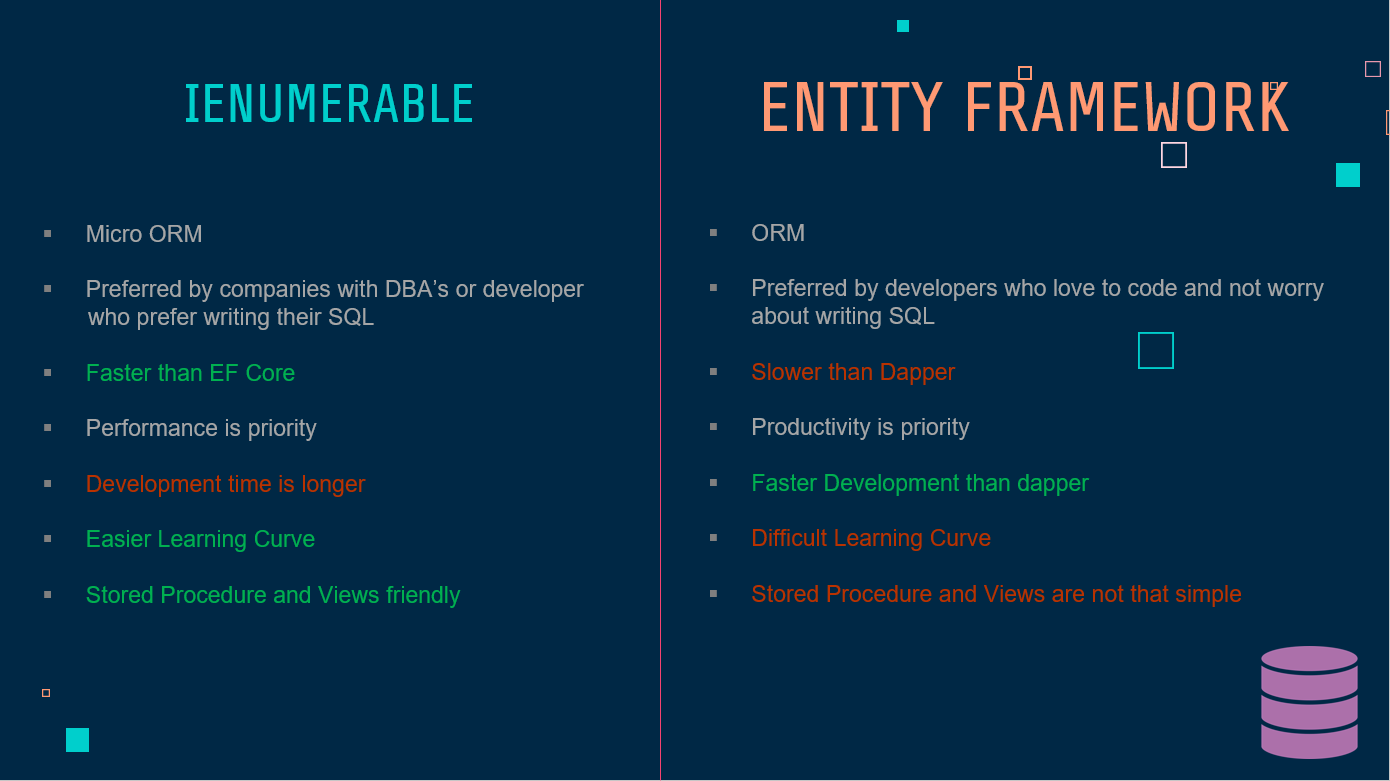 IENUMERABLE
Micro ORM
Preferred by companies with DBA’s or developer
who prefer writing their SQL
Faster than EF Core
Performance is priority
Development time is longer
Easier Learning Curve
Stored Procedure and Views friendly
ENTITY FRAMEWORK
ORM
Preferred by developers who love to code and not worry
about writing SQL
Slower than Dapper
Productivity is priority
Faster Development than dapper
Difficult Learning Curve
Stored Procedure and Views are not that simple